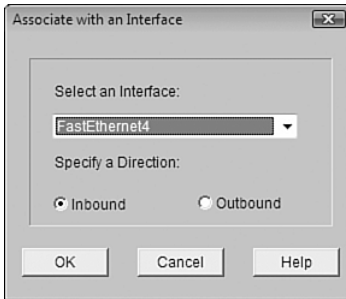 Associate with an Interface
Select an Interface:
FastEthernet4
Specify a Direction:
Inbound Outbound
OK Cancel Help